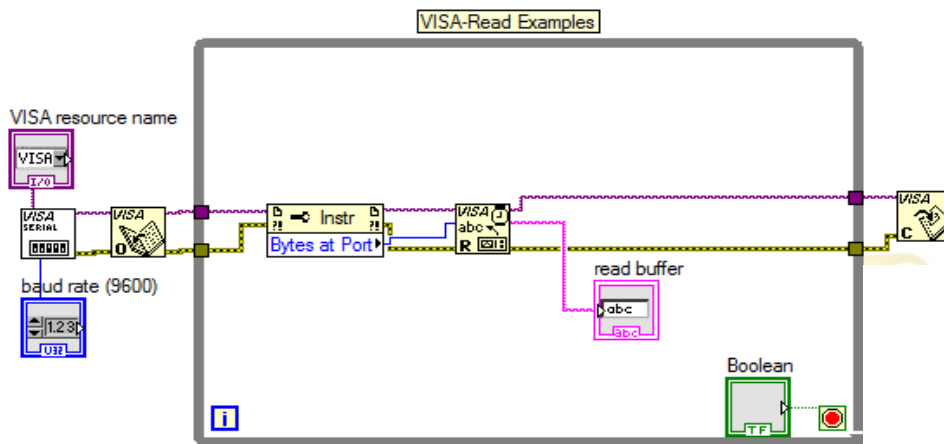 VISA-Read Examples
VISA resource name
VISA
I/O
VISA
SERIAL
VISA
O
Instr
Bytes at Port
VISA
abc
R
C
baud rate (9600)
1.23
U32
read buffer
abc
abc
Boolean
TF
i